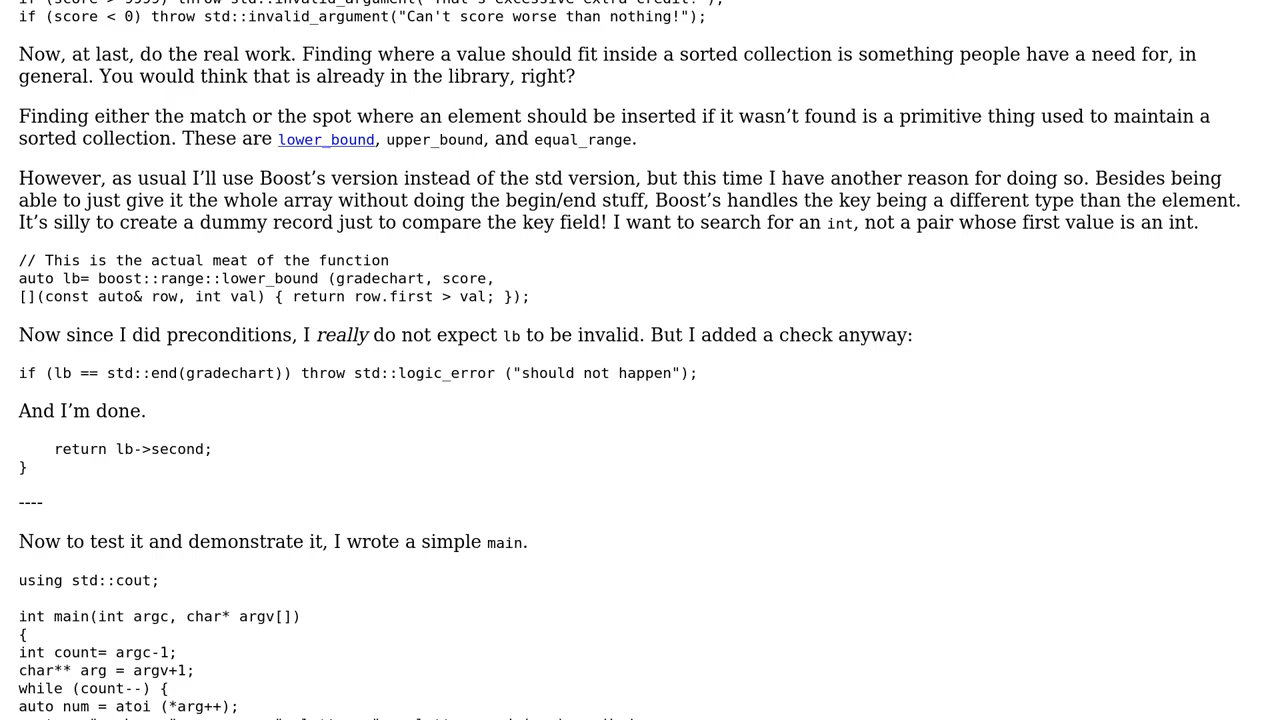 if (score < 0) throw std::invalid_argument("Can't score worse than nothing!");
Now, at last, do the real work. Finding where a value should fit inside a sorted collection is something people have a need for, in
general. You would think that is already in the library, right?
Finding either the match or the spot where an element should be inserted if it wasn’t found is a primitive thing used to maintain a
sorted collection. These are lower_bound, upper_bound, and equal_range.
However, as usual I’ll use Boost’s version instead of the std version, but this time I have another reason for doing so. Besides being
able to just give it the whole array without doing the begin/end stuff, Boost’s handles the key being a different type than the element.
It’s silly to create a dummy record just to compare the key field! I want to search for an int, not a pair whose first value is an int.
// This is the actual meat of the function
auto lb= boost::range::lower_bound (gradechart, score,
[](const auto& row, int val) { return row.first > val; });
Now since I did preconditions, I really do not expect lb to be invalid. But I added a check anyway:
if (lb == std::end(gradechart)) throw std::logic_error ("should not happen");
And I’m done.
    return lb->second;
}
----
Now to test it and demonstrate it, I wrote a simple main.
using std::cout;
int main(int argc, char* argv[])
{
int count= argc-1;
char** arg = argv+1;
while (count--) {
auto num = atoi (*arg++);